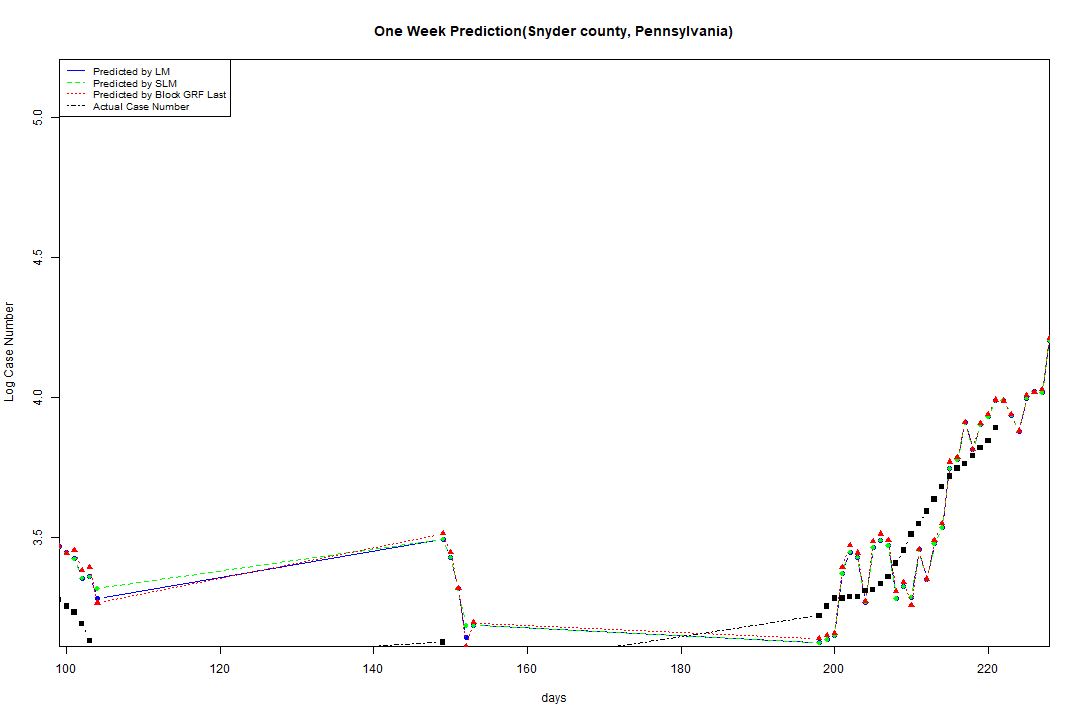 One Week Prediction(Snyder county, Pennsylvania)
Predicted by LM
Predicted by SLM
Predicted by Block GRF Last
Actual Case Number
5.0
4.5
4.0
3.5
Log Case Number
100 120 140 160 180 200 220
days